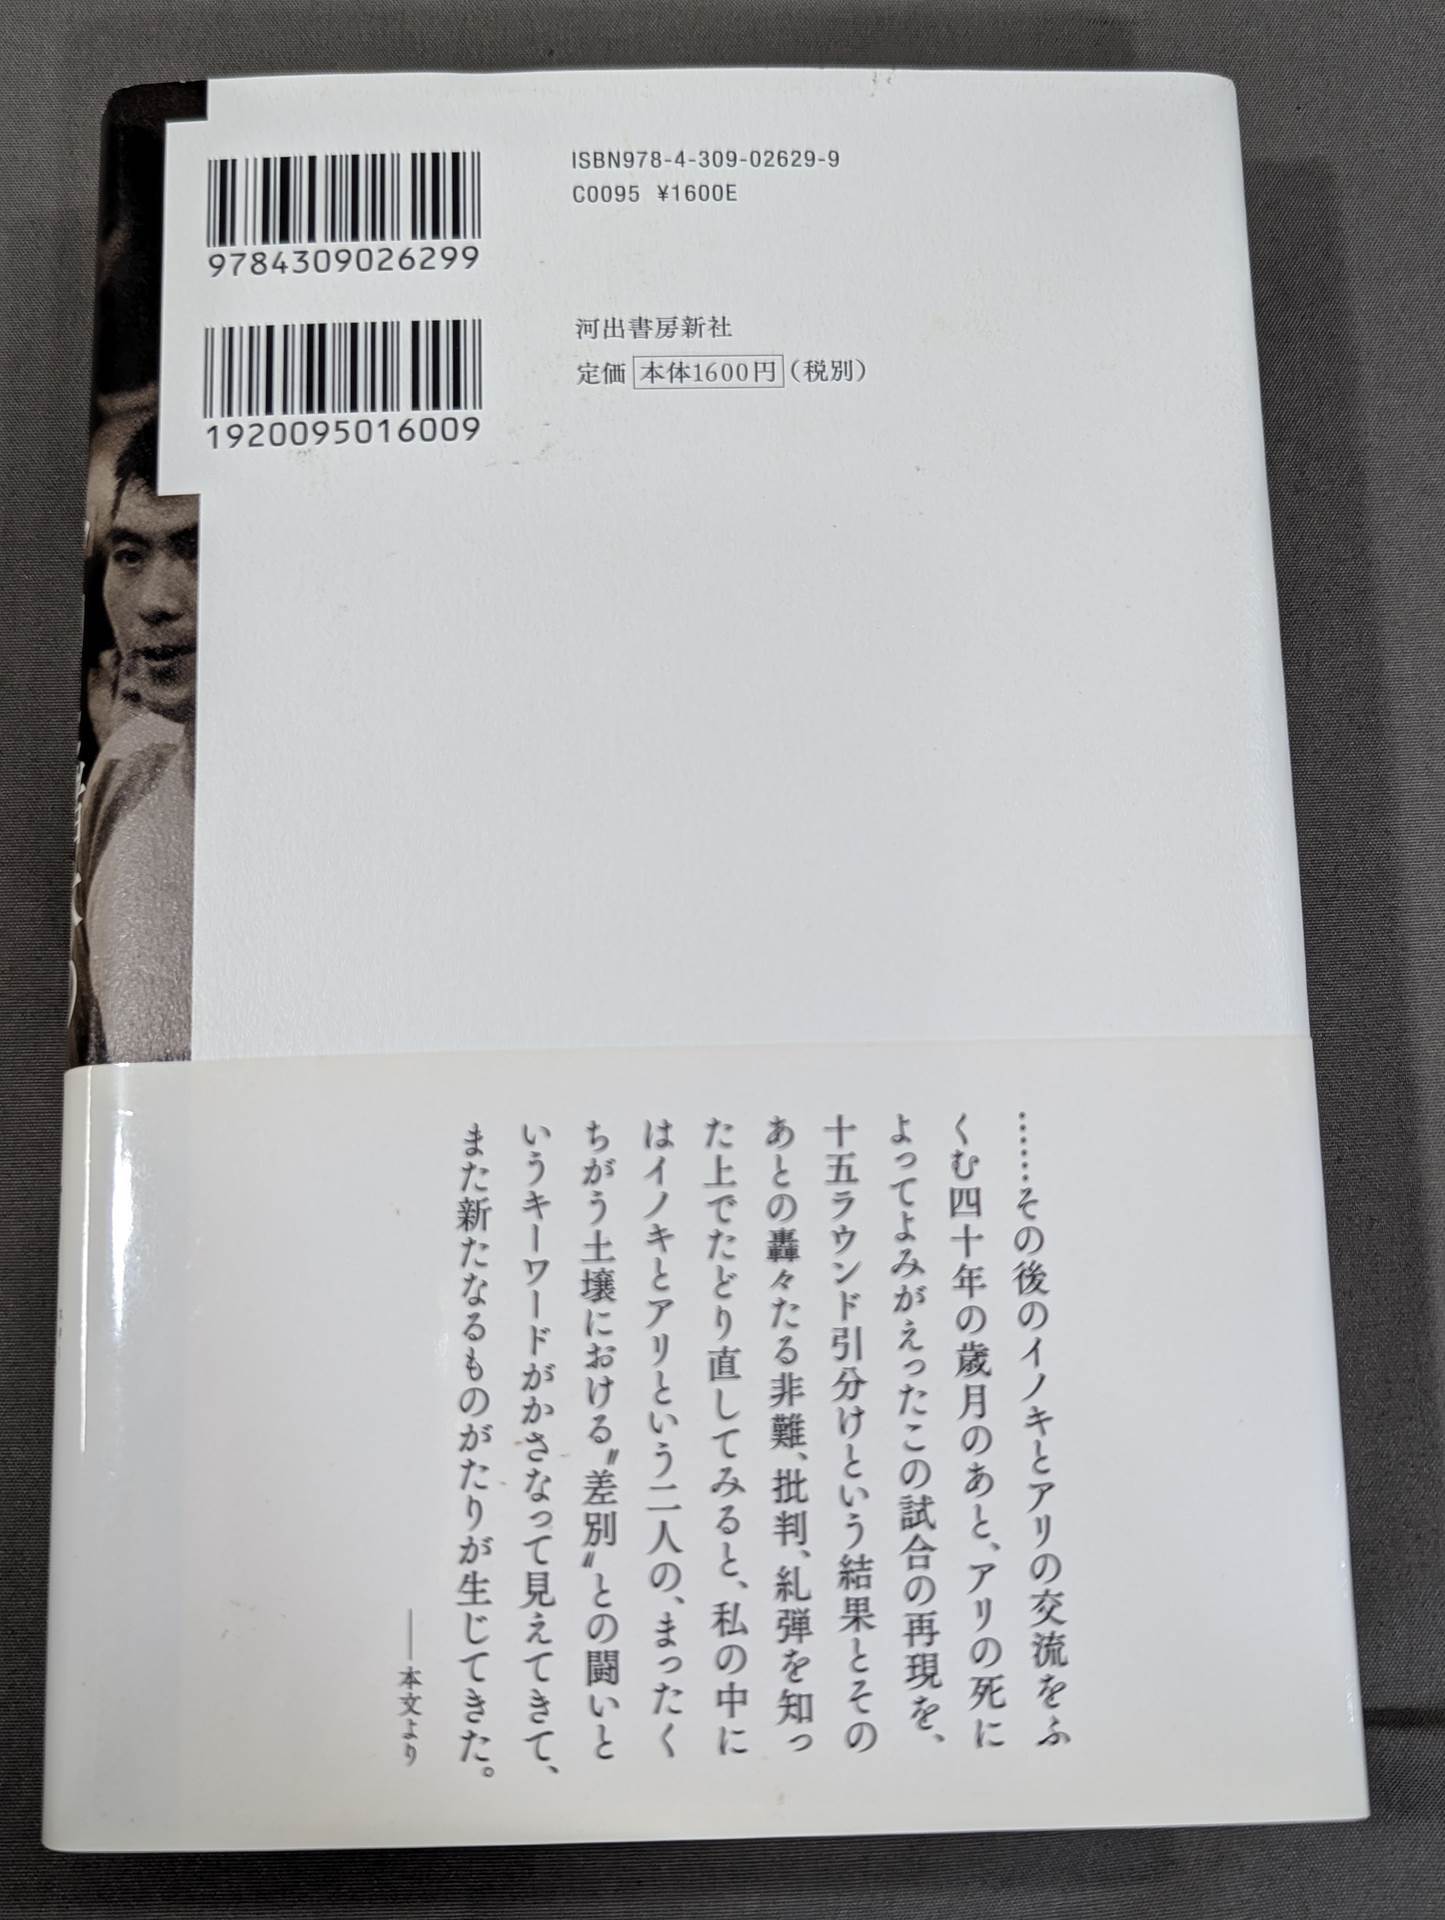 9784309026299
1920095016009
ISBN978-4-309-02629-9
C0095 ¥1600E
河出書房新社
定価 本体1600円(税別)
……その後のイノキとアリの交流をふ
くむ四十年の歳月のあと、アリの死に
よってよみがえったこの試合の再現を、
十五ラウンド引分けという結果とその
あとの轟々たる非難、批判、糾弾を知っ
た上でたどり直してみると、私の中に
はイノキとアリという二人の、まったく
ちがう土壌における〝差別〟との闘いと
いうキーワードがかさなって見えてきて、
また新たなるものがたりが生じてきた。
――本文より